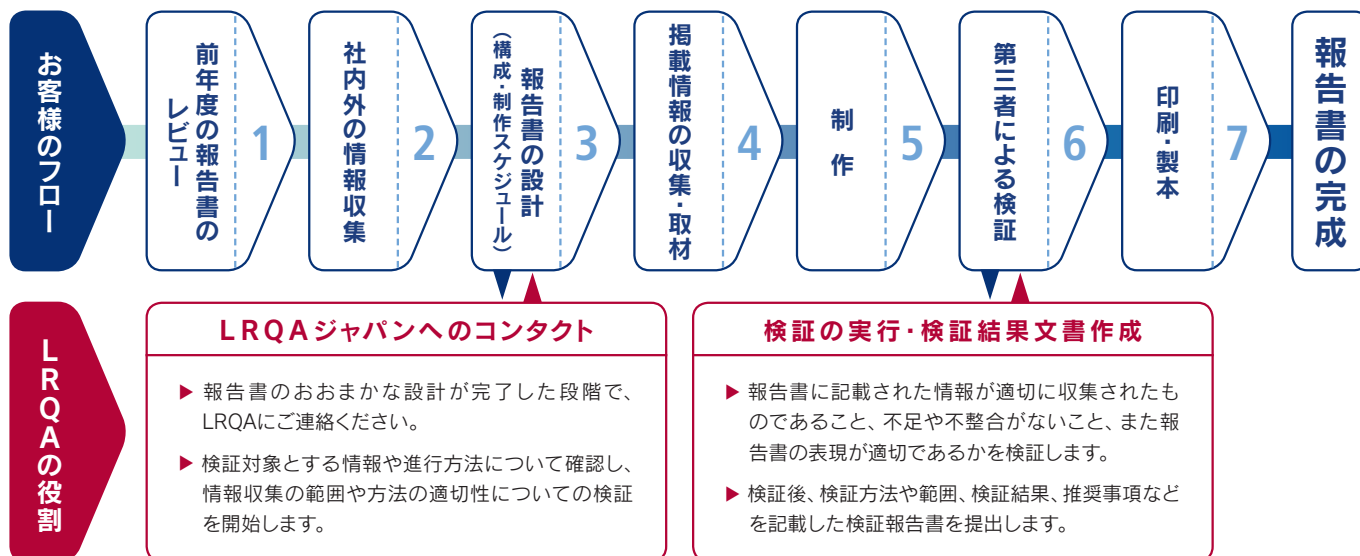 お客様のフロー
前年度の報告書の
レビュー
1
社内外の情報収集
2
報告書の設計
（構成・制作スケジュール）
3
掲載情報の収集・取材
4
制作
5
第三者による検証
6
印刷・製本
7
報告書の完成
LRQAの役割
LRQAジャパンへのコンタクト
▶ 報告書のおおまかな設計が完了した段階で、
LRQAにご連絡ください。
▶ 検証対象とする情報や進行方法について確認し、
情報収集の範囲や方法の適切性についての検証
を開始します。
検証の実行・検証結果文書作成
▶ 報告書に記載された情報が適切に収集されたも
のであること、不足や不整合がないこと、また報
告書の表現が適切であるかを検証します。
▶ 検証後、検証方法や範囲、検証結果、推奨事項など
を記載した検証報告書を提出します。